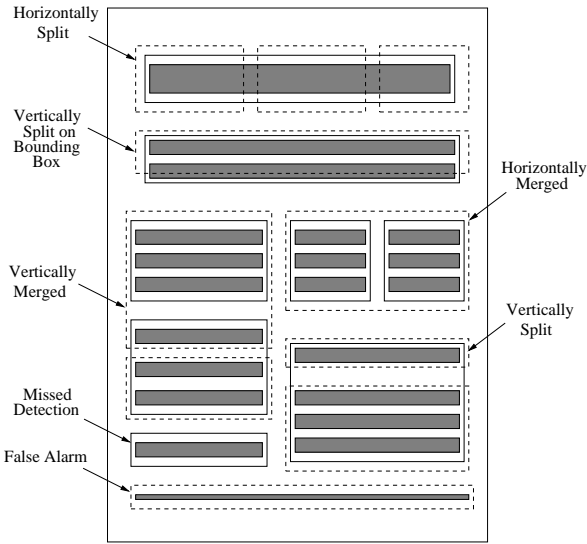 Horizontally
Split
Vertically
Split on
Bounding
Box
Horizontally
Merged
Vertically
Merged
Vertically
Split
Missed
Detection
False Alarm